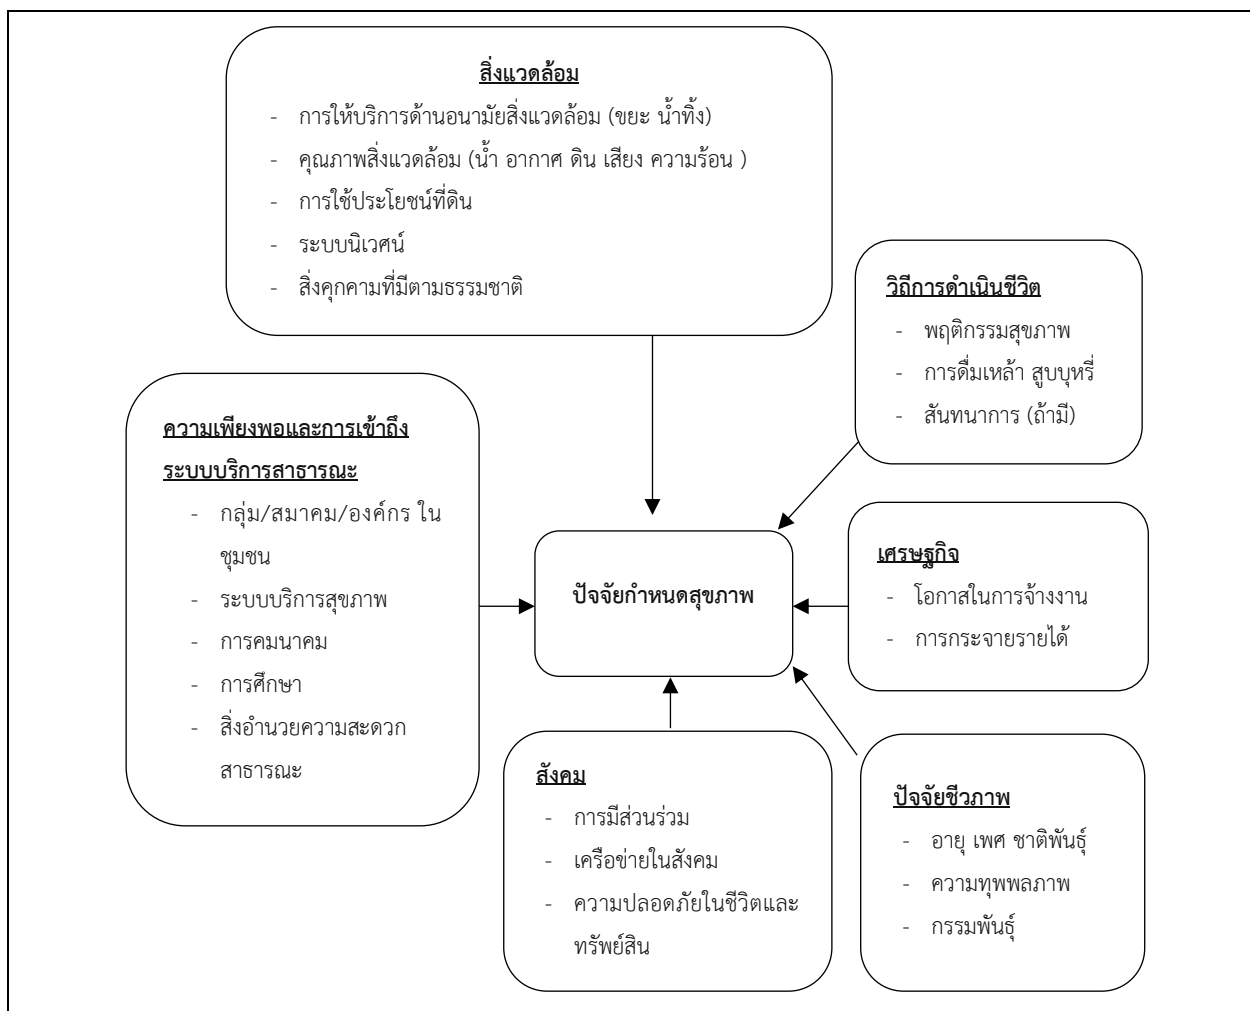 สิ่งแวดล้อม
- การให้บริการด้านอนามัยสิ่งแวดล้อม (ขยะ น้ำทิ้ง)
- คุณภาพสิ่งแวดล้อม (น้ำ อากาศ ดิน เสียง ความร้อน )
- การใช้ประโยชน์ที่ดิน
- ระบบนิเวศน์
- สิ่งคุกคามที่มีตามธรรมชาติ
วิถีการดำเนินชีวิต
- พฤติกรรมสุขภาพ
- การดื่มเหล้า สูบบุหรี่
- สันทนาการ (ถ้ามี)
ความเพียงพอและการเข้าถึง
ระบบบริการสาธารณะ
- กลุ่ม/สมาคม/องค์กร ใน
ชุมชน
- ระบบบริการสุขภาพ
- การคมนาคม
- การศึกษา
- สิ่งอำนวยความสะดวก
สาธารณะ
ปัจจัยกำหนดสุขภาพ
เศรษฐกิจ
- โอกาสในการจ้างงาน
- การกระจายรายได้
สังคม
- การมีส่วนร่วม
- เครือข่ายในสังคม
- ความปลอดภัยในชีวิตและ
ทรัพย์สิน
ปัจจัยชีวภาพ
- อายุ เพศ ชาติพันธุ์
- ความทุพพลภาพ
- กรรมพันธุ์